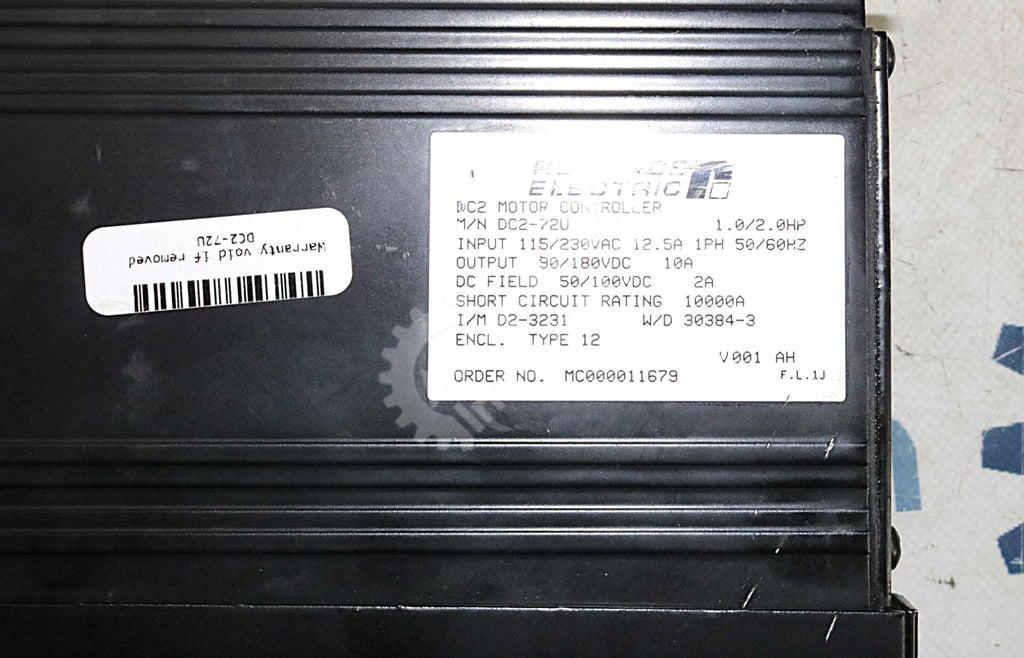 Warranty void if removed
DC2-72U
ELECTRIC
DC2 MOTOR CONTROLLER
M/N DC2-72U 1.0/2.0HP
INPUT 115/230VAC 12.5A 1PH 50/60HZ
OUTPUT 90/180VDC 10A
DC FIELD 50/100VDC 2A
SHORT CIRCUIT RATING 10000A
I/M D2-3231 W/D 30384-3
ENCL. TYPE 12
V001 AH
ORDER NO. MC000011679 F.L.1J